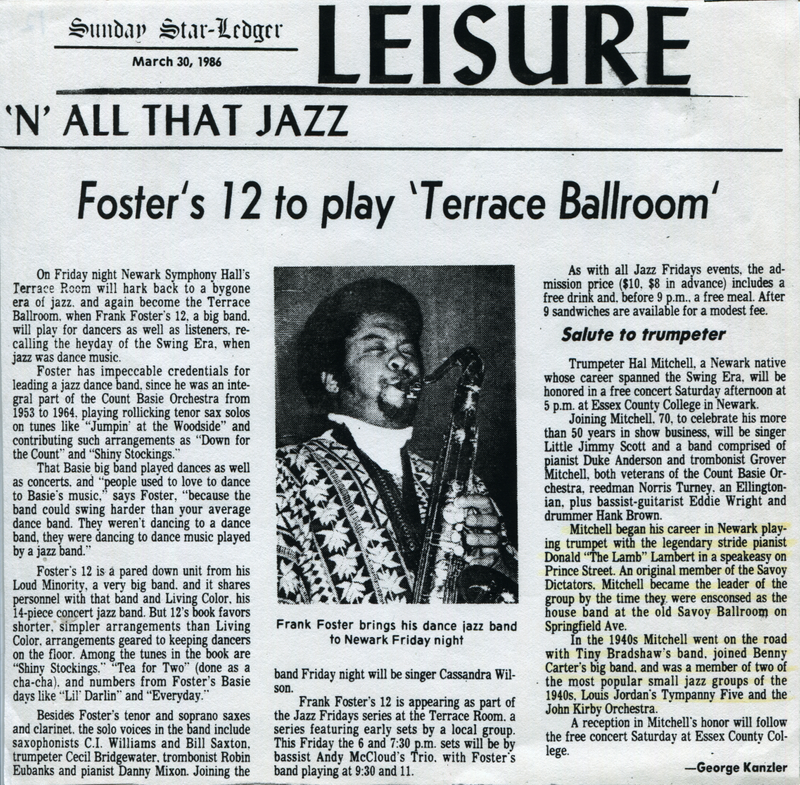 Sunday Star-Ledger
March 30, 1986
LEISURE
'N' ALL THAT JAZZ
Foster's 12 to play 'Terrace Ballroom'
On Friday night Newark Symphony Hall's
Terrace Room will hark back to a bygone
era of jazz, and again become the Terrace
Ballroom, when Frank Foster's 12, a big band,
will play for dancers as well as listeners, re-
calling the heyday of the Swing Era, when
jazz was dance music.
Foster has impeccable credentials for
leading a jazz dance band, since he was an inte-
gral part of the Count Basie Orchestra from
1953 to 1964, playing rollicking tenor sax solos
on tunes like "Jumpin' at the Woodside" and
contributing such arrangements as "Down for
the Count" and "Shiny Stockings."
That Basie big band played dances as well
as concerts, and "people used to love to dance
to Basie's music," says Foster, "because the
band could swing harder than your average
dance band. They weren't dancing to a dance
band, they were dancing to dance music played
by a jazz band."
Foster's 12 is a pared down unit from his
Loud Minority, a very big band, and it shares
personnel with that band and Living Color, his
14-piece concert jazz band. But 12's book favors
shorter, simpler arrangements than Living
Color, arrangements geared to keeping dancers
on the floor. Among the tunes in the book are
"Shiny Stockings," "Tea for Two" (done as a
cha-cha), and numbers from Foster's Basie
days like "Lil' Darlin" and "Everyday."
Besides Foster's tenor and soprano saxes
and clarinet, the solo voices in the band include
saxophonists C.I. Williams and Bill Saxton,
trumpeter Cecil Bridgewater, trombonist Robin
Eubanks and pianist Danny Mixon. Joining the
Frank Foster brings his dance jazz band
to Newark Friday night
band Friday night will be singer Cassandra Wil-
son.
Frank Foster's 12 is appearing as part of
the Jazz Fridays series at the Terrace Room, a
series featuring early sets by a local group.
This Friday the 6 and 7:30 p.m. sets will be by
bassist Andy McCloud's Trio, with Foster's
band playing at 9:30 and 11.
As with all Jazz Fridays events, the ad-
mission price ($10, $8 in advance) includes a
free drink and, before 9 p.m., a free meal. After
9 sandwiches are available for a modest fee.
Salute to trumpeter
Trumpeter Hal Mitchell, a Newark native
whose career spanned the Swing Era, will be
honored in a free concert Saturday afternoon at
5 p.m. at Essex County College in Newark.
Joining Mitchell, 70, to celebrate his more
than 50 years in show business, will be singer
Little Jimmy Scott and a band comprised of
pianist Duke Anderson and trombonist Grover
Mitchell, both veterans of the Count Basie Or-
chestra, reedman Norris Turney, an Ellington-
ian, plus bassist-guitarist Eddie Wright and
drummer Hank Brown.
Mitchell began his career in Newark play-
ing trumpet with the legendary stride pianist
Donald "The Lamb" Lambert in a speakeasy on
Prince Street. An original member of the Savoy
Dictators, Mitchell became the leader of the
group by the time they were ensconsed as the
house band at the old Savoy Ballroom on
Springfield Ave.
In the 1940s Mitchell went on the road
with Tiny Bradshaw's band, joined Benny
Carter's big band, and was a member of two of
the most popular small jazz groups of the
1940s, Louis Jordan's Tympanny Five and the
John Kirby Orchestra.
A reception in Mitchell's honor will follow
the free concert Saturday at Essex County Col-
lege.
—George Kanzler